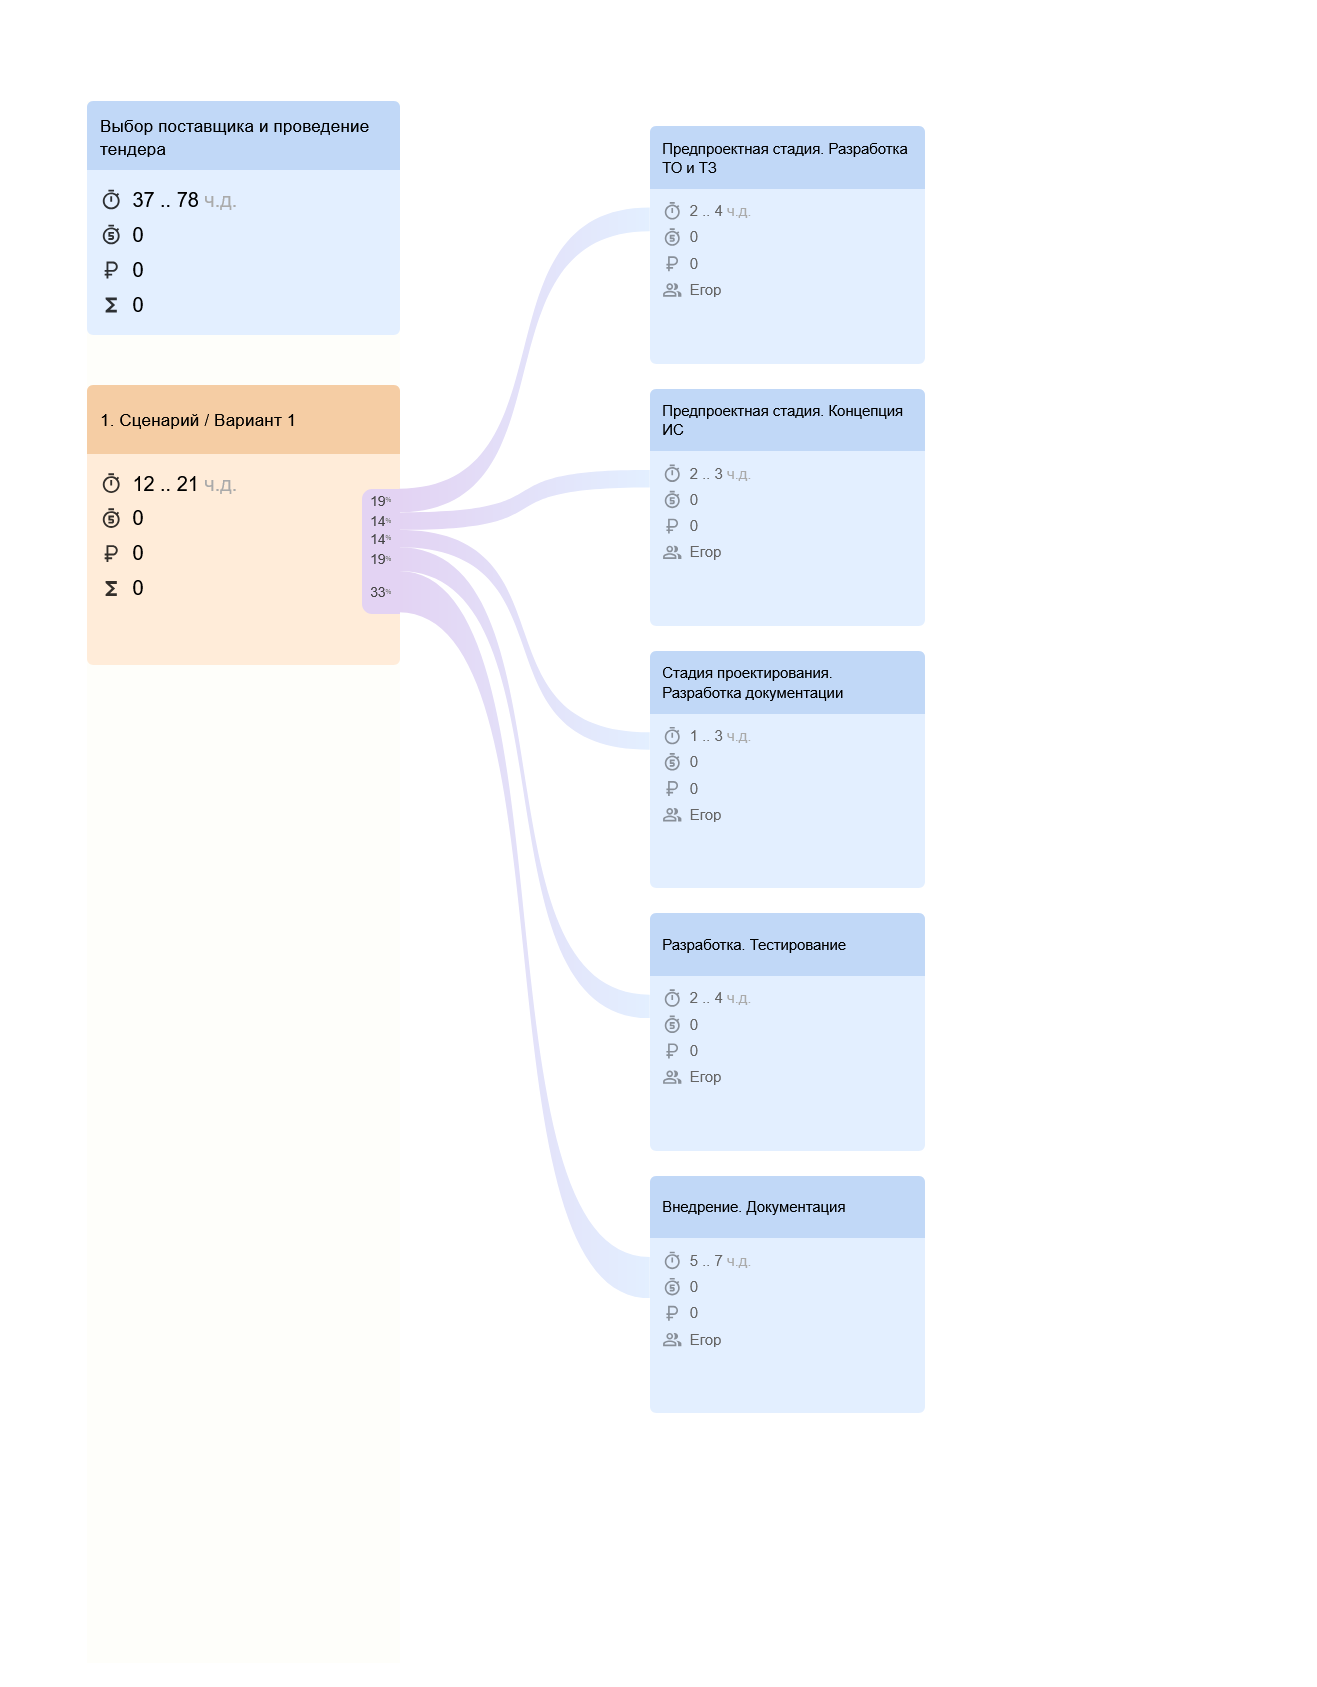 Выбор поставщика и проведение
тендера
37 .. 78 ч.д.
0
0
0
1. Сценарий / Вариант 1
12 .. 21 ч.д.
0
0
0
19%
14%
14%
19%
33%
Предпроектная стадия. Разработка
ТО и ТЗ
2 .. 4 ч.д.
0
0
Егор
Предпроектная стадия. Концепция
ИС
2 .. 3 ч.д.
0
0
Егор
Стадия проектирования.
Разработка документации
1 .. 3 ч.д.
0
0
Егор
Разработка. Тестирование
2 .. 4 ч.д.
0
0
Егор
Внедрение. Документация
5 .. 7 ч.д.
0
0
Егор